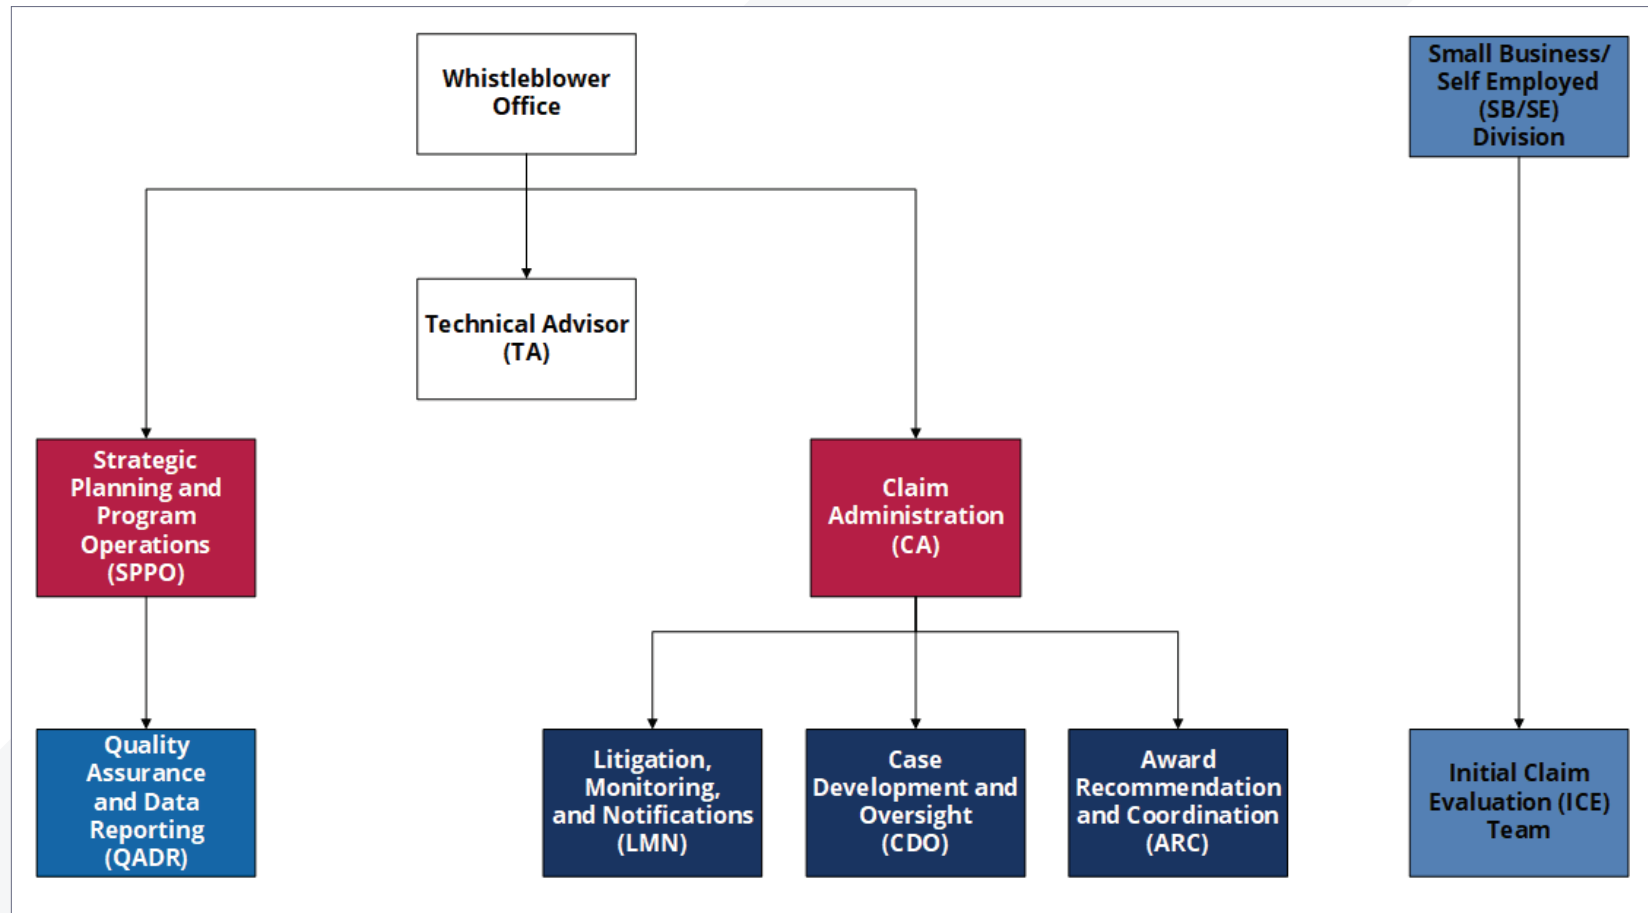 Whistleblower
Office
Small Business/
Self Employed
(SB/SE)
Division
Technical Advisor
(TA)
Strategic
Planning and
Program
Operations
(SPPO)
Claim
Administration
(CA)
Quality
Assurance
and Data
Reporting
(QADR)
Litigation,
Monitoring,
and Notifications
(LMN)
Case
Development and
Oversight
(CDO)
Award
Recommendation
and Coordination
(ARC)
Initial Claim
Evaluation (ICE)
Team